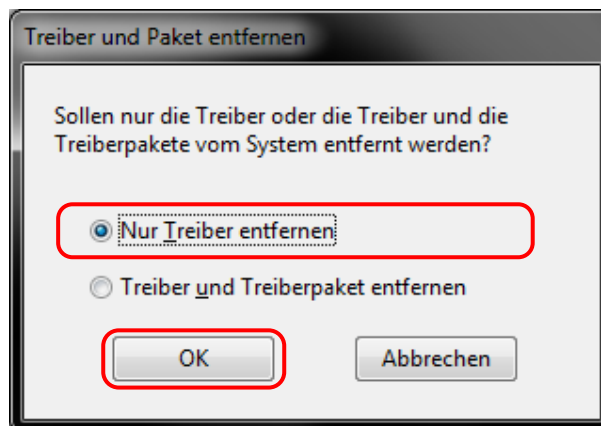 Treiber und Paket entfernen
Sollen nur die Treiber oder die Treiber und die
Treiberpakete vom System entfernt werden?
Nur Treiber entfernen
Treiber und Treiberpaket entfernen
OK
Abbrechen